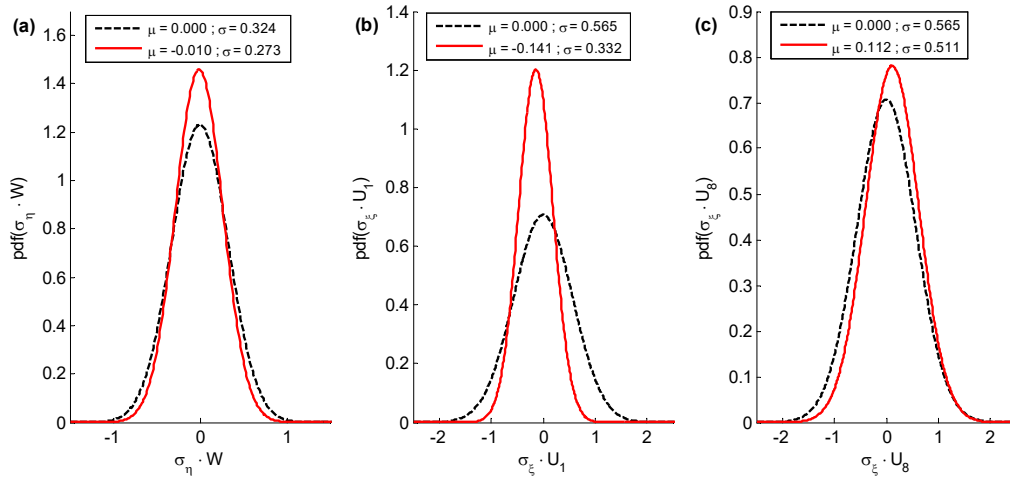 (a)
μ = 0.000 ; σ = 0.324
μ = -0.010 ; σ = 0.273
1.6
1.4
1.2
1
0.8
0.6
0.4
0.2
0
-1
0
1
pdf(σ_η · W)
σ_η · W
(b)
μ = 0.000 ; σ = 0.565
μ = -0.141 ; σ = 0.332
1.4
1.2
1
0.8
0.6
0.4
0.2
0
-2
-1
0
1
2
pdf(σ_ξ · U_1)
σ_ξ · U_1
(c)
μ = 0.000 ; σ = 0.565
μ = 0.112 ; σ = 0.511
0.9
0.8
0.7
0.6
0.5
0.4
0.3
0.2
0.1
0
-2
-1
0
1
2
pdf(σ_ξ · U_8)
σ_ξ · U_8